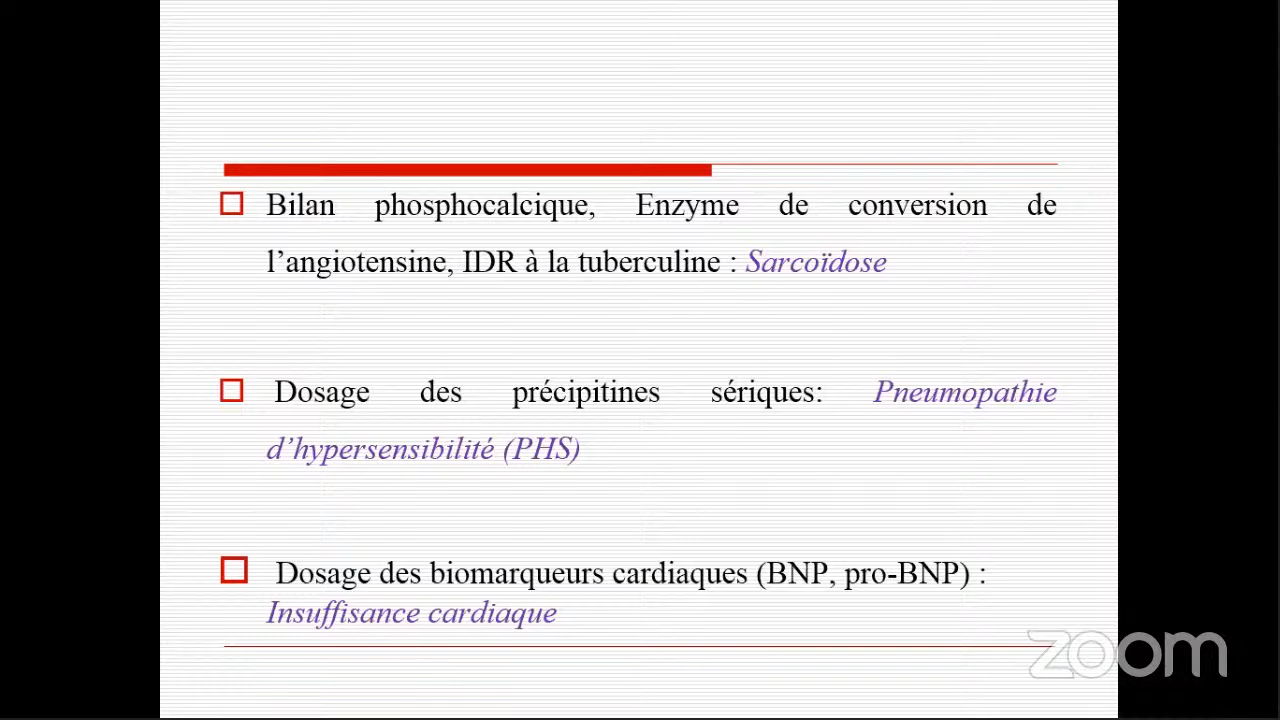 Bilan phosphocalcique, Enzyme de conversion de
l’angiotensine, IDR à la tuberculine : Sarcoïdose
Dosage des précipitines sériques: Pneumopathie
d’hypersensibilité (PHS)
Dosage des biomarqueurs cardiaques (BNP, pro-BNP) :
Insuffisance cardiaque
zoom